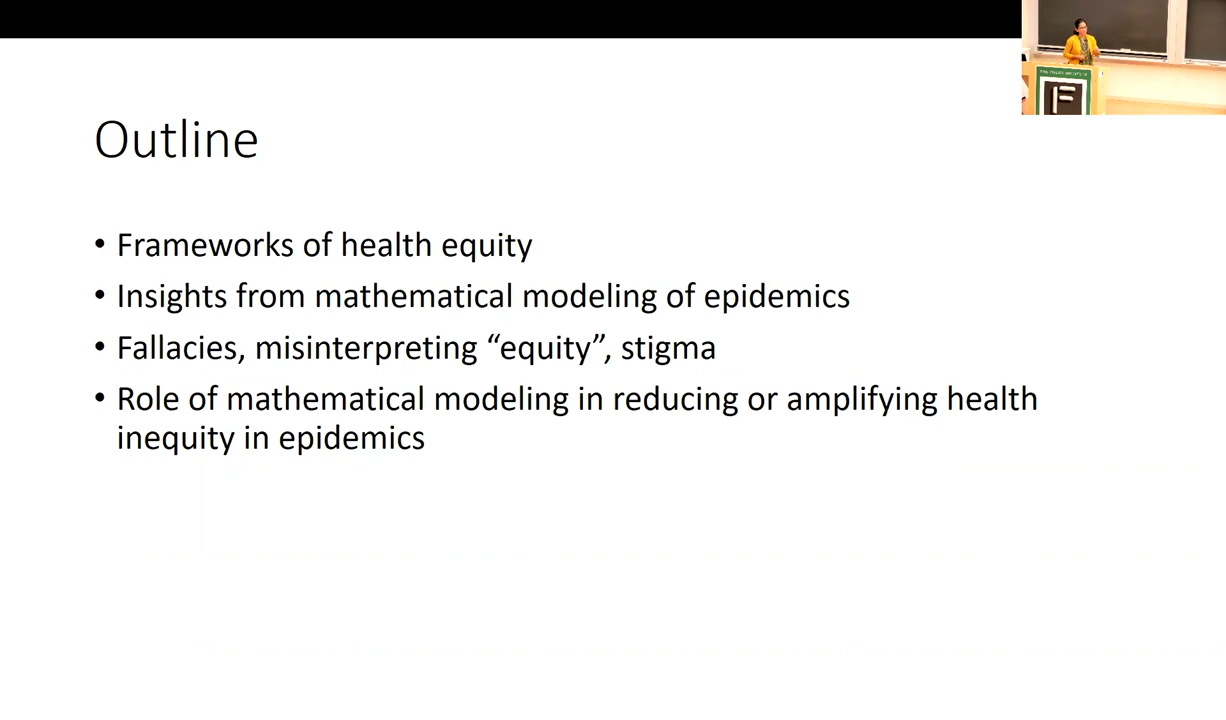 Outline
• Frameworks of health equity
• Insights from mathematical modeling of epidemics
• Fallacies, misinterpreting “equity”, stigma
• Role of mathematical modeling in reducing or amplifying health
inequity in epidemics